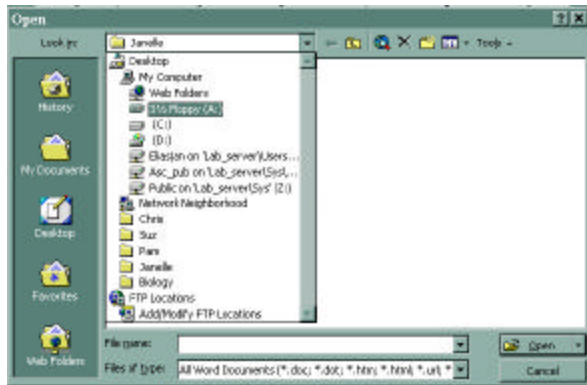 Open
Look in:
Janelle
Tools
Desktop
My Computer
Web Folders
3½ Floppy (A:)
(C:)
(D:)
Eliasjan on 'Lab_server\Users...
Asc_pub on 'Lab_server\Sys\...
Public on 'Lab_server\Sys' (Z:)
Network Neighborhood
Chris
Suz
Pam
Janelle
Biology
FTP Locations
Add/Modify FTP Locations
History
My Documents
Desktop
Favorites
Web Folders
File name:
Open
Files of type:
All Word Documents (*.doc; *.dot; *.htm; *.html; *.url; *
Cancel